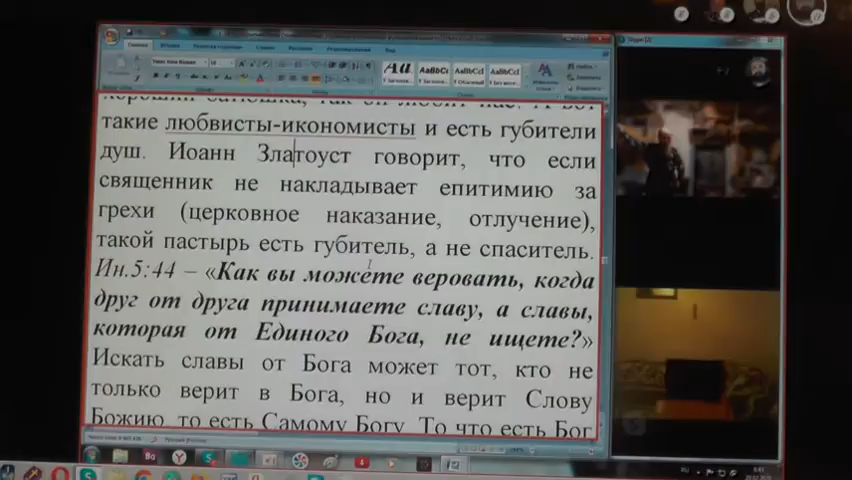 такие любвисты-икономисты и есть губители
душ. Иоанн Златоуст говорит, что если
священник не накладывает епитимию за
грехи (церковное наказание, отлучение),
такой пастырь есть губитель, а не спаситель.
Ин.5:44 – «Как вы можете веровать, когда
друг от друга принимаете славу, а славы,
которая от Единого Бога, не ищете?»
Искать славы от Бога может тот, кто не
только верит в Бога, но и верит Слову
Божию, то есть Самому Богу. То что есть Бог